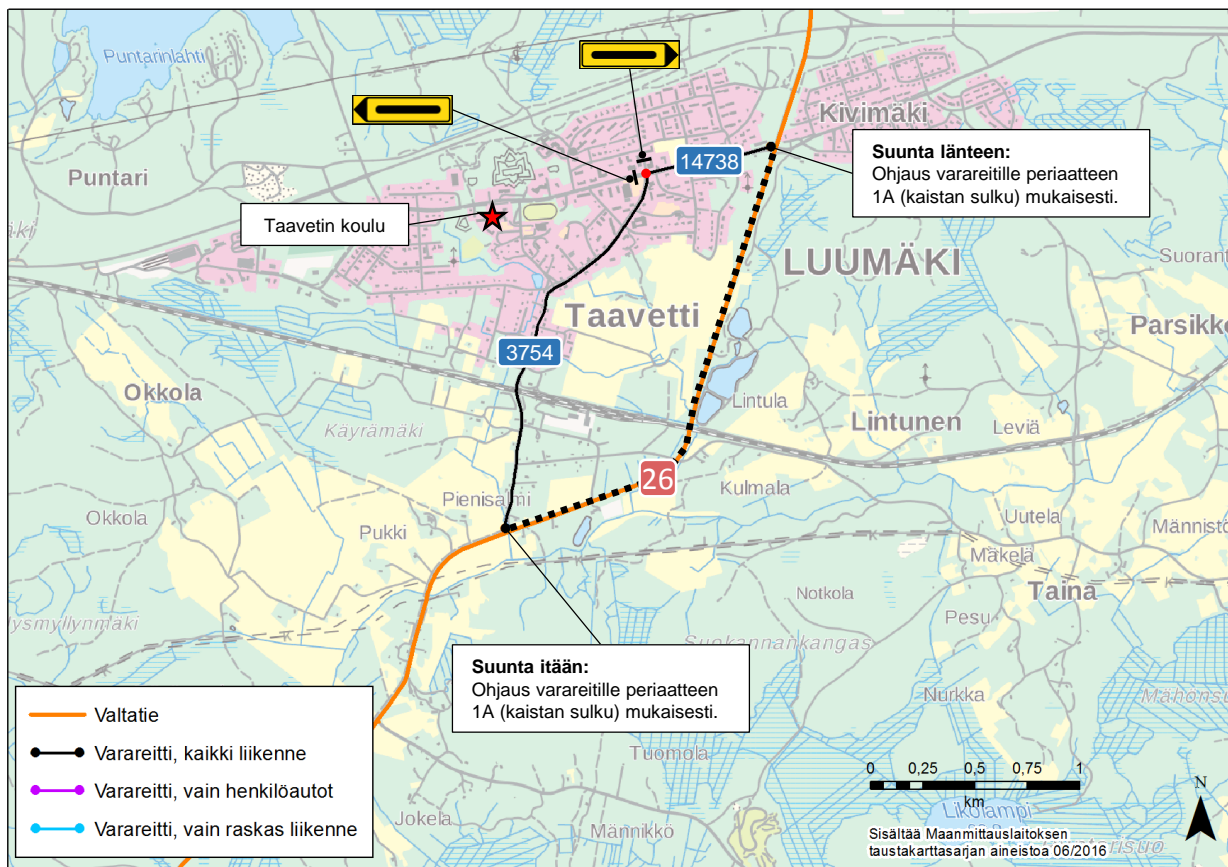 Puntarinlahti
Kivimäki
Suunta länteen:
Ohjaus varareitille periaatteen
1A (kaistan sulku) mukaisesti.
14738
Puntari
Taavetin koulu
LUUMÄKI
Taavetti
Parsikko
3754
Okkola
Käyrämäki
Lintula
Lintunen
Leviä
26
Kulmala
Pienisalmi
Okkola
Pukki
Uutela
Männistö
Mäkelä
Taina
Notkola
Pesu
Suokannankangas
Nurkka
Suunta itään:
Ohjaus varareitille periaatteen
1A (kaistan sulku) mukaisesti.
Tuomola
Valtatie
Varareitti, kaikki liikenne
Varareitti, vain henkilöautot
Varareitti, vain raskas liikenne
Jokela
Männikkö
0 0,25 0,5 0,75 1
km
N
Likolampi
Sisältää Maanmittauslaitoksen
taustakarttasarjan aineistoa 06/2016